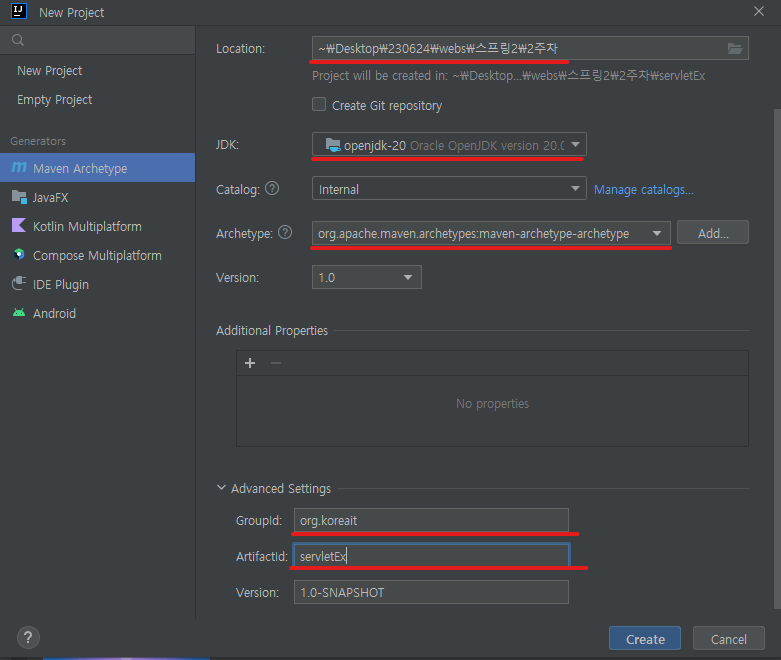 New Project
Location: ~₩Desktop₩230624₩webs₩스프링2₩2주차
New Project
Project will be created in: ~₩Desktop...₩webs₩스프링2₩2주차₩servletEx
Empty Project
Create Git repository
Generators
JDK: openjdk-20 Oracle OpenJDK version 20.0
Maven Archetype
Catalog: ? Internal Manage catalogs...
JavaFX
Kotlin Multiplatform
Archetype: ? org.apache.maven.archetypes:maven-archetype-archetype Add...
Compose Multiplatform
Version: 1.0
IDE Plugin
Android
Additional Properties
No properties
Advanced Settings
GroupId: org.koreait
ArtifactId: servletEx
Version: 1.0-SNAPSHOT
? Create Cancel